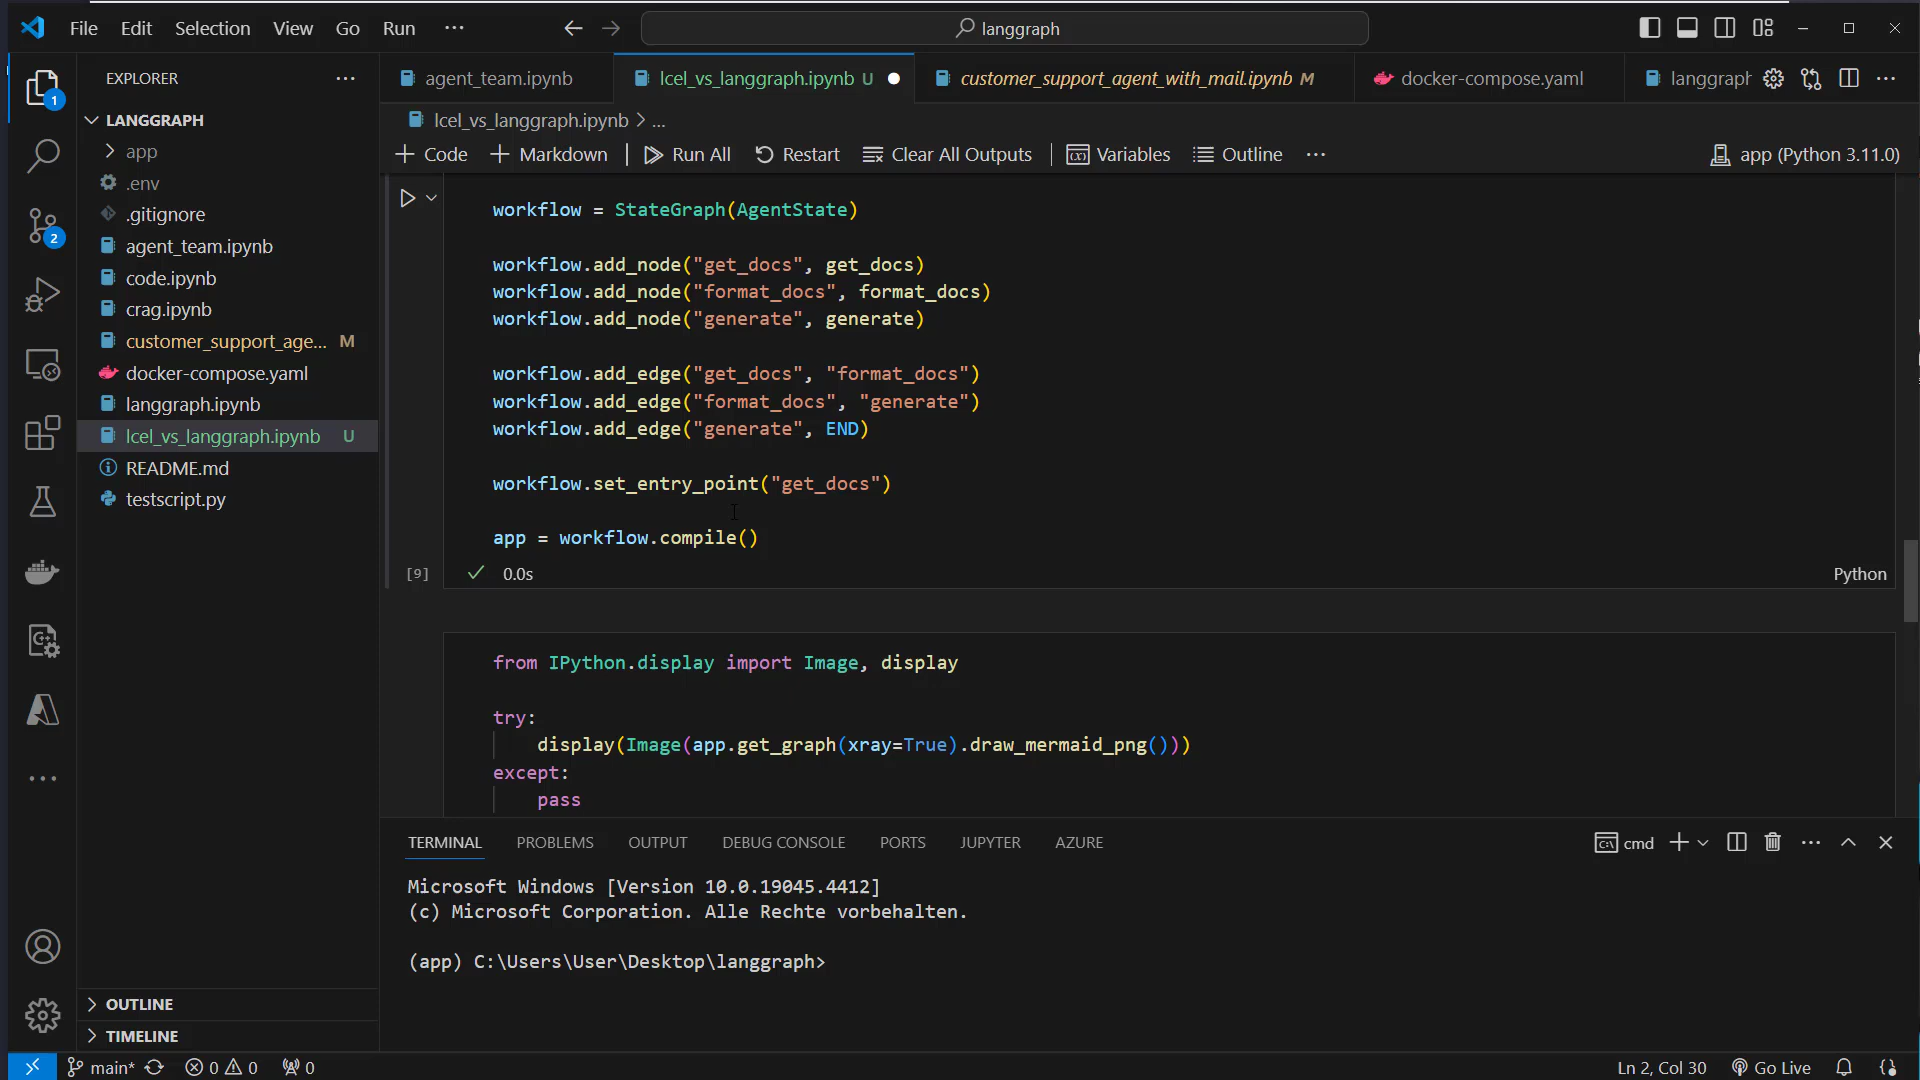 File Edit Selection View Go Run ···
langgraph
EXPLORER
LANGGRAPH
app
.env
.gitignore
agent_team.ipynb
code.ipynb
crag.ipynb
customer_support_age... M
docker-compose.yaml
langgraph.ipynb
lcel_vs_langgraph.ipynb U
README.md
testscript.py
OUTLINE
TIMELINE
1
2
agent_team.ipynb
lcel_vs_langgraph.ipynb U
customer_support_agent_with_mail.ipynb M
docker-compose.yaml
langgraph
lcel_vs_langgraph.ipynb > ...
+ Code + Markdown Run All Restart Clear All Outputs Variables Outline ···
app (Python 3.11.0)
workflow = StateGraph(AgentState)
workflow.add_node("get_docs", get_docs)
workflow.add_node("format_docs", format_docs)
workflow.add_node("generate", generate)
workflow.add_edge("get_docs", "format_docs")
workflow.add_edge("format_docs", "generate")
workflow.add_edge("generate", END)
workflow.set_entry_point("get_docs")
app = workflow.compile()
[9] 0.0s Python
from IPython.display import Image, display
try:
display(Image(app.get_graph(xray=True).draw_mermaid_png()))
except:
pass
TERMINAL PROBLEMS OUTPUT DEBUG CONSOLE PORTS JUPYTER AZURE
cmd
Microsoft Windows [Version 10.0.19045.4412]
(c) Microsoft Corporation. Alle Rechte vorbehalten.
(app) C:\Users\User\Desktop\langgraph>
main* 0 0 0
Ln 2, Col 30 Go Live